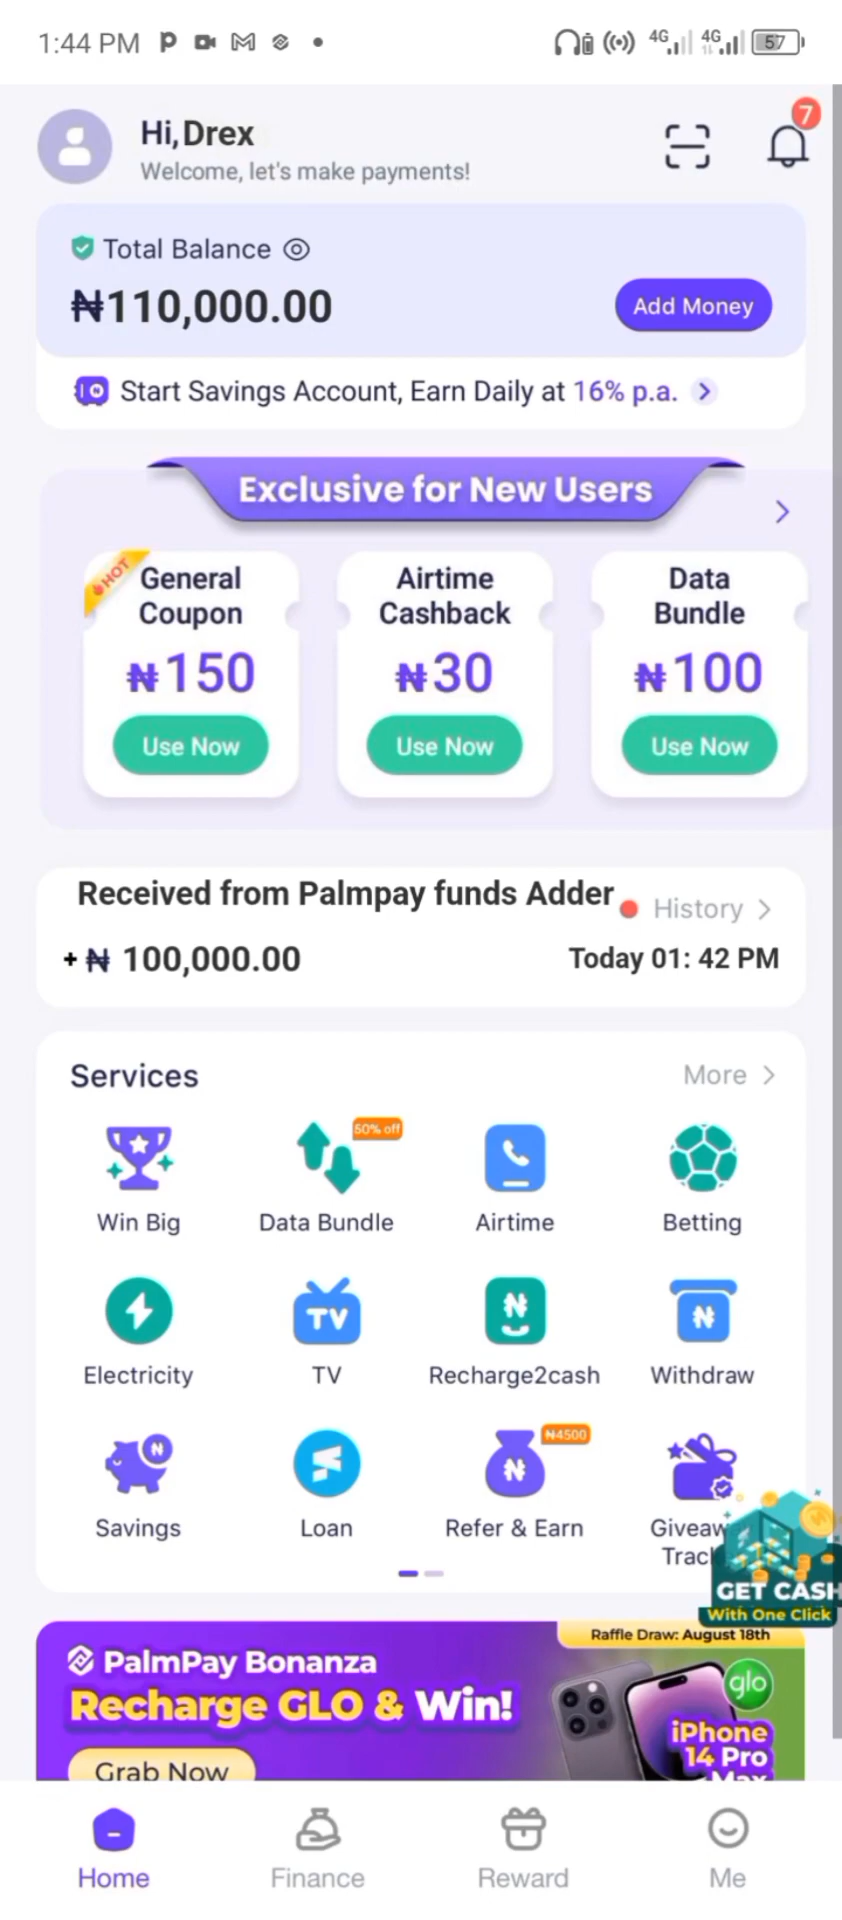 1:44 PM
4G 4G 57
7
Hi, Drex
Welcome, let's make payments!
Total Balance
₦110,000.00
Add Money
Start Savings Account, Earn Daily at 16% p.a.
Exclusive for New Users
HOT
General Coupon
Airtime Cashback
Data Bundle
₦150
₦30
₦100
Use Now
Use Now
Use Now
Received from Palmpay funds Adder
History
+ ₦ 100,000.00
Today 01: 42 PM
Services
More
50% off
Win Big
Data Bundle
Airtime
Betting
Electricity
TV
Recharge2cash
Withdraw
₦4500
Savings
Loan
Refer & Earn
Giveaw
Trac
GET CASH
With One Click
Raffle Draw: August 18th
PalmPay Bonanza
Recharge GLO & Win!
glo
iPhone
14 Pro
Max
Grab Now
Home
Finance
Reward
Me